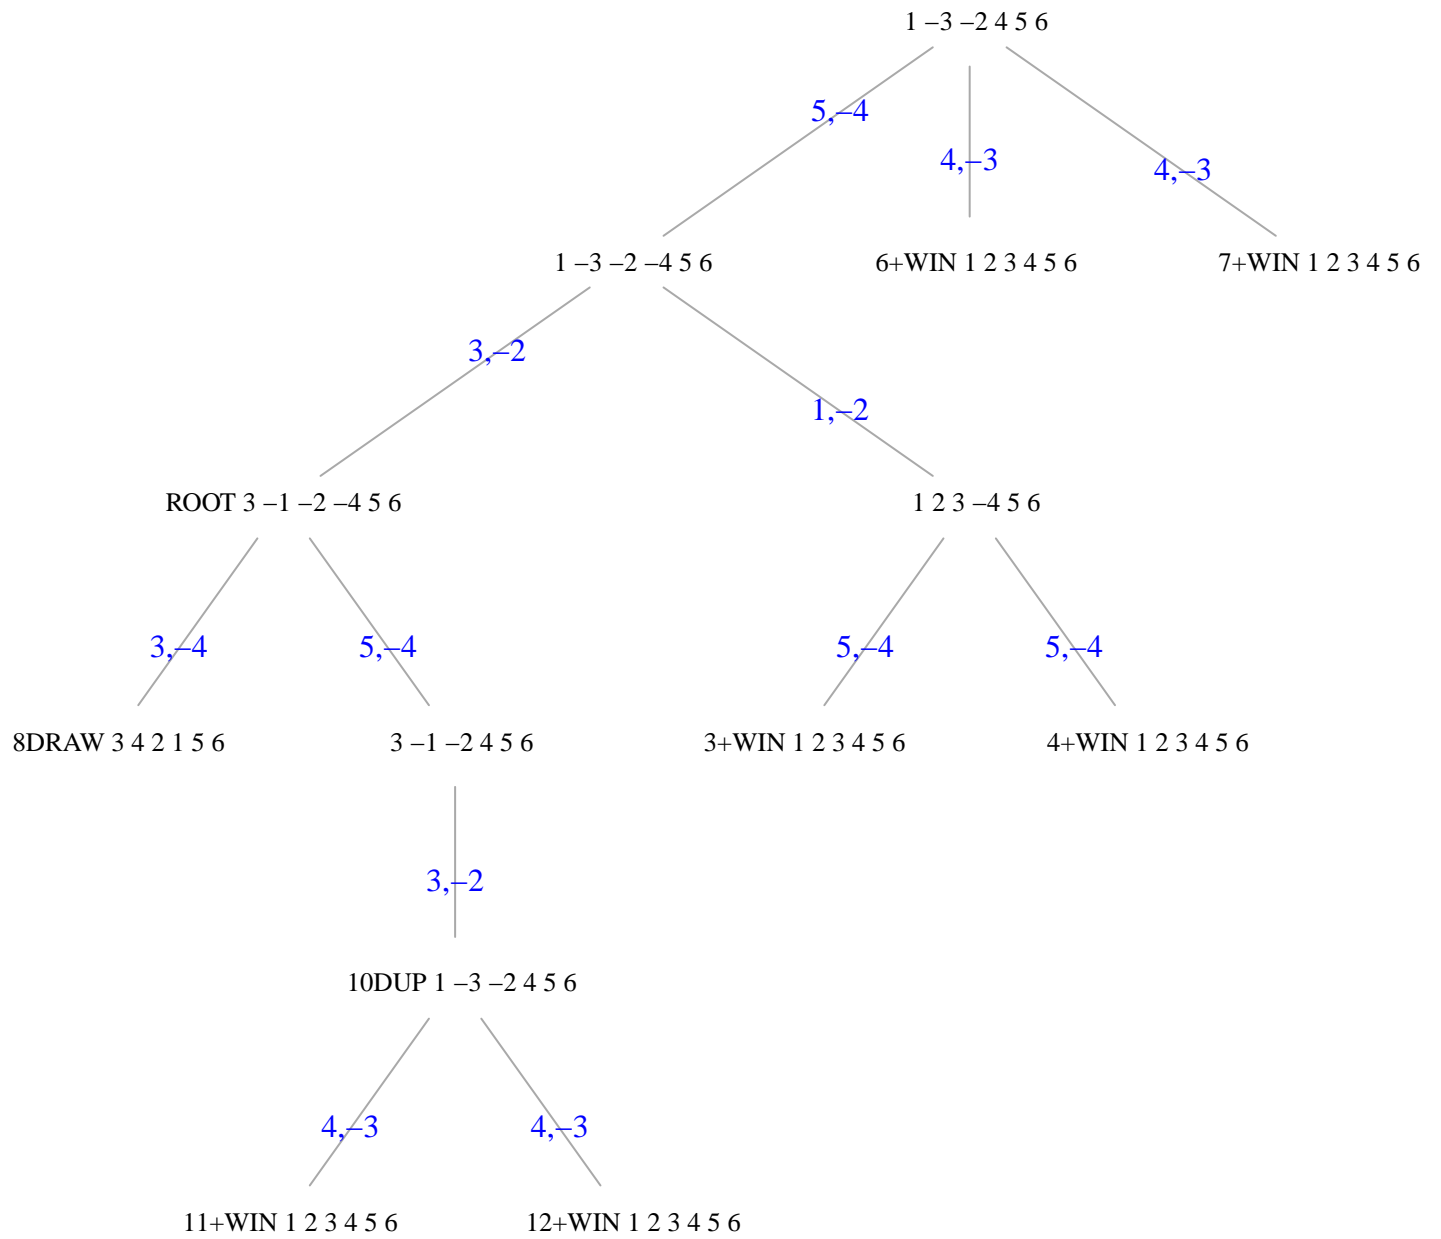 1 –3 –2 4 5 6
5,–4
4,–3
4,–3
1 –3 –2 –4 5 6
6+WIN 1 2 3 4 5 6
7+WIN 1 2 3 4 5 6
3,–2
1,–2
ROOT 3 –1 –2 –4 5 6
1 2 3 –4 5 6
3,–4
5,–4
5,–4
5,–4
8DRAW 3 4 2 1 5 6
3 –1 –2 4 5 6
3+WIN 1 2 3 4 5 6
4+WIN 1 2 3 4 5 6
3,–2
10DUP 1 –3 –2 4 5 6
4,–3
4,–3
11+WIN 1 2 3 4 5 6
12+WIN 1 2 3 4 5 6